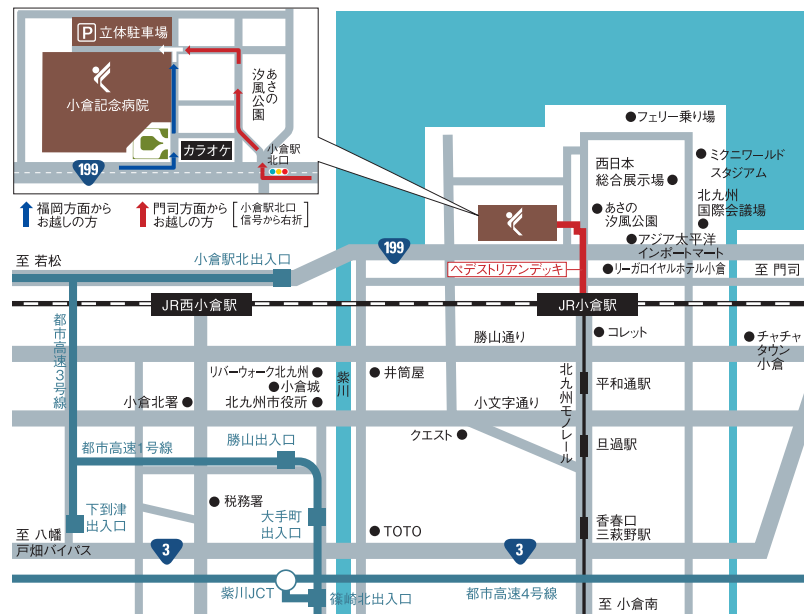 P 立体駐車場
小倉記念病院
あさの
汐風公園
カラオケ
小倉駅
北口
199
福岡方面から
お越しの方
門司方面から
お越しの方
小倉駅北口
信号から右折
フェリー乗り場
西日本
総合展示場
ミクニワールド
スタジアム
あさの
汐風公園
北九州
国際会議場
アジア太平洋
インポートマート
リーガロイヤルホテル小倉
至 門司
ペデストリアンデッキ
199
至 若松
小倉駅北出入口
JR西小倉駅
JR小倉駅
都市高速3号線
勝山通り
コレット
チャチャ
タウン
小倉
リバーウォーク北九州
小倉城
北九州市役所
小倉北署
紫川
井筒屋
小文字通り
クエスト
北九州モノレール
平和通駅
旦過駅
都市高速1号線
勝山出入口
下到津
出入口
税務署
大手町
出入口
TOTO
香春口
三萩野駅
至 八幡
戸畑バイパス
3
3
紫川JCT
篠崎北出入口
都市高速4号線
至 小倉南